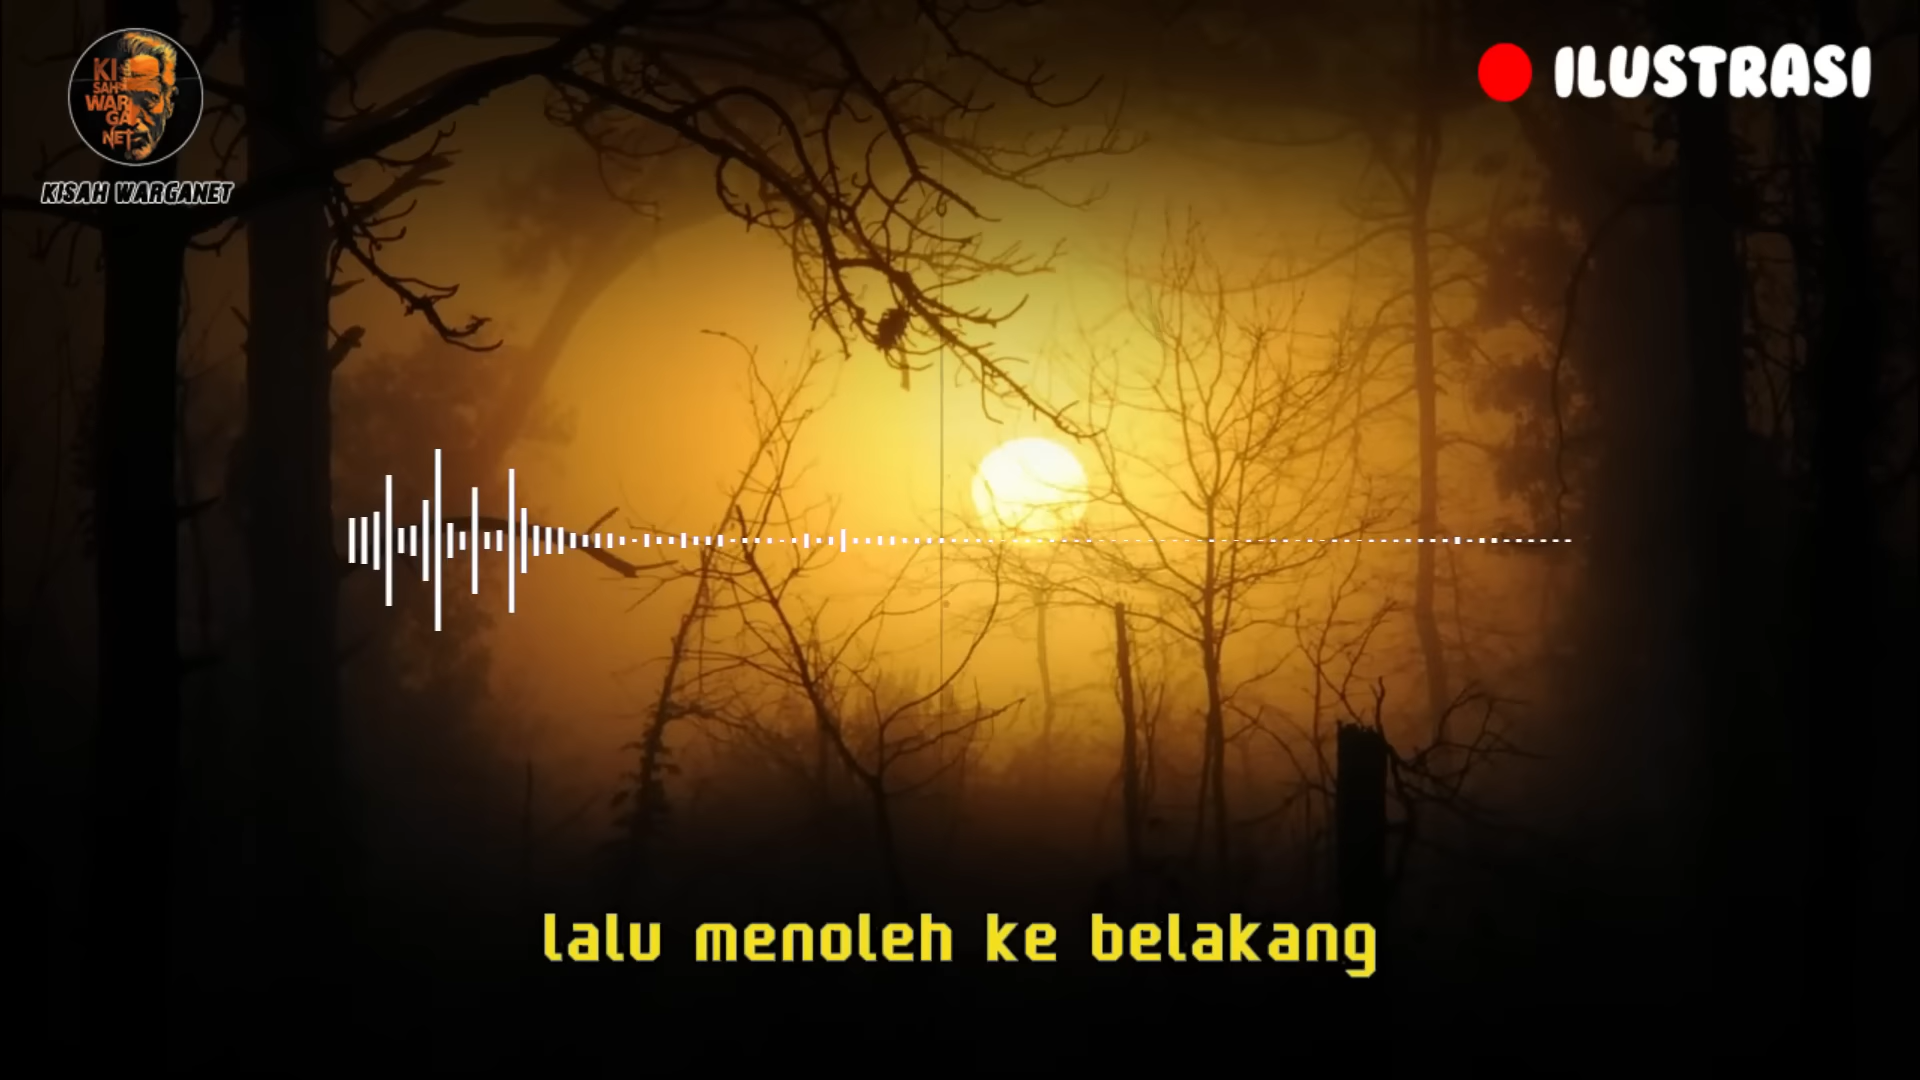 KI
SAH
WAR
GA
NET
KISAH WARGANET
ILUSTRASI
lalu menoleh ke belakang